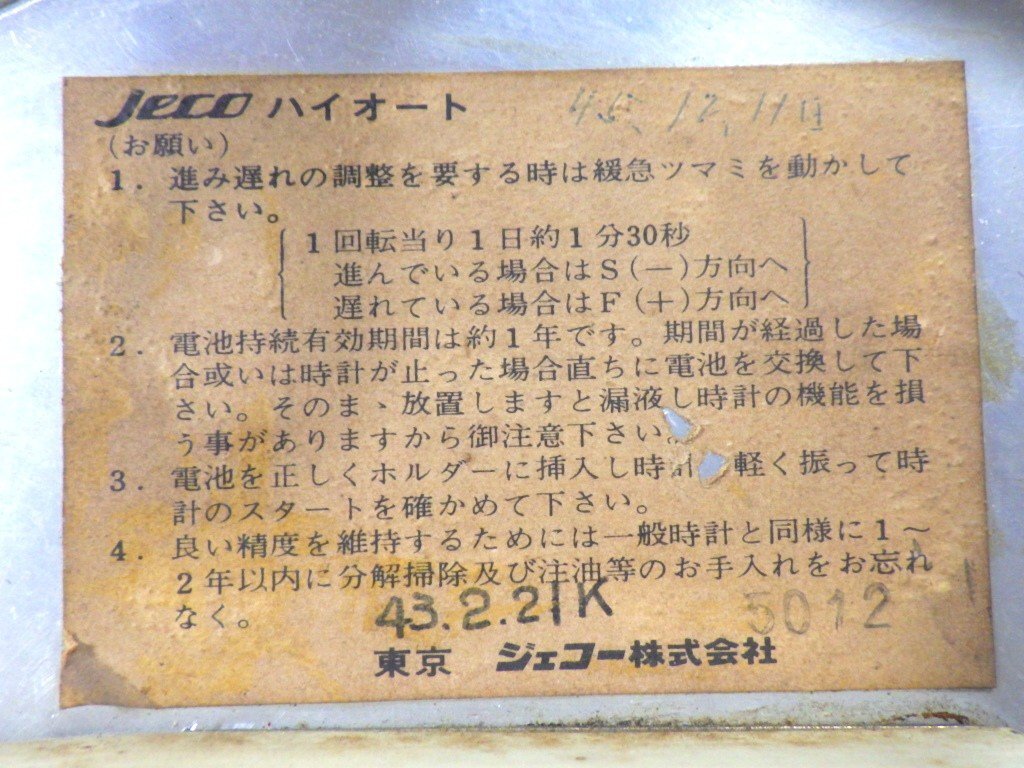 Jeco ハイオート 45.12.11日
(お願い)
1. 進み遅れの調整を要する時は緩急ツマミを動かして
下さい。
1回転当り1日約1分30秒
進んでいる場合はS(−)方向へ
遅れている場合はF(+)方向へ
2. 電池持続有効期間は約1年です。期間が経過した場
合或いは時計が止った場合直ちに電池を交換して下
さい。そのまゝ放置しますと漏液し時計の機能を損
う事がありますから御注意下さい。
3. 電池を正しくホルダーに挿入し時計 軽く振って時
計のスタートを確かめて下さい。
4. 良い精度を維持するためには一般時計と同様に1〜
2年以内に分解掃除及び注油等のお手入れをお忘れ
なく。
43.2.21K 5012
東京 ジェコー株式会社